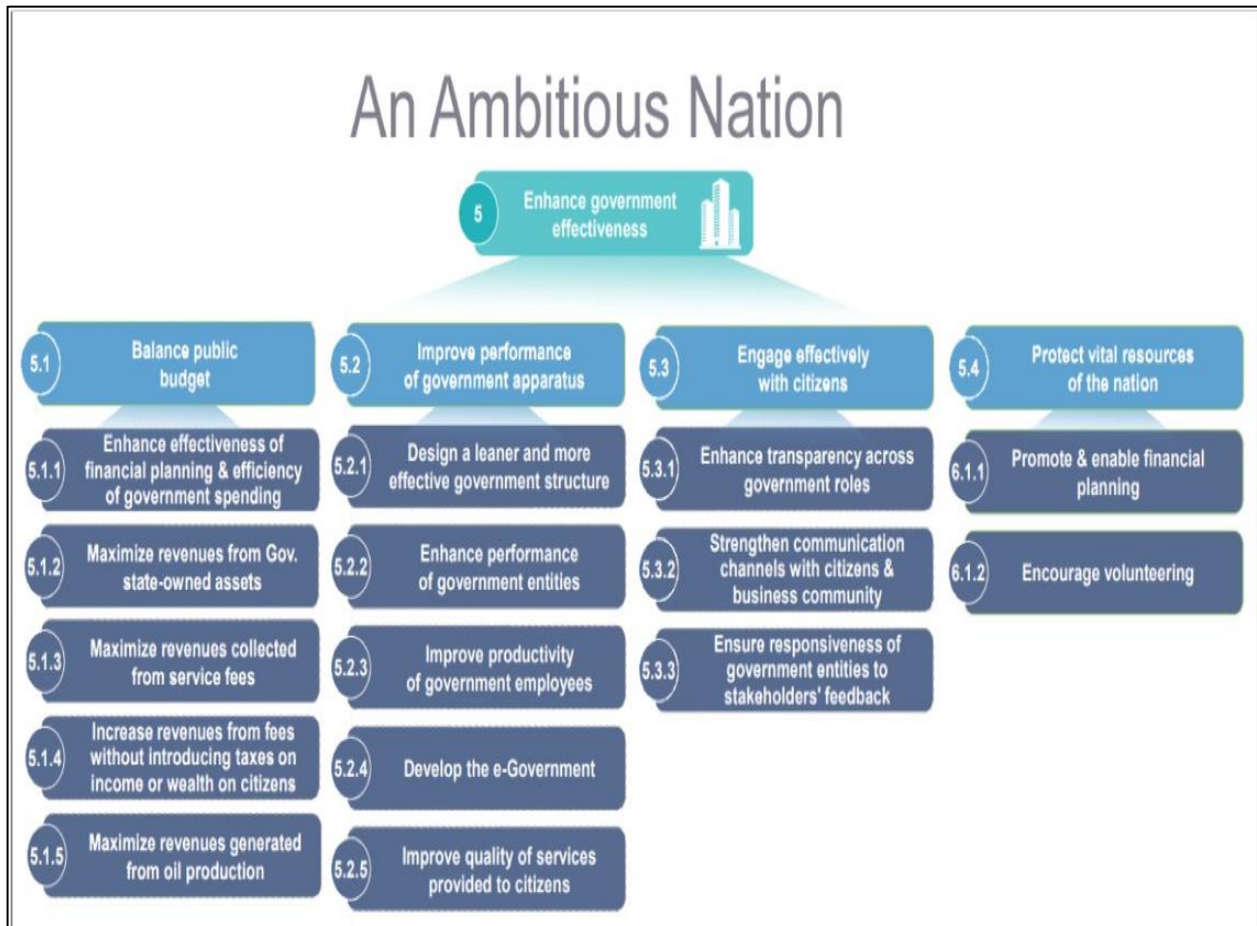 An Ambitious Nation
5
Enhance government
effectiveness
5.1
Balance public
budget
5.1.1
Enhance effectiveness of
financial planning & efficiency
of government spending
5.1.2
Maximize revenues from Gov.
state-owned assets
5.1.3
Maximize revenues collected
from service fees
5.1.4
Increase revenues from fees
without introducing taxes on
income or wealth on citizens
5.1.5
Maximize revenues generated
from oil production
5.2
Improve performance
of government apparatus
5.2.1
Design a leaner and more
effective government structure
5.2.2
Enhance performance
of government entities
5.2.3
Improve productivity
of government employees
5.2.4
Develop the e-Government
5.2.5
Improve quality of services
provided to citizens
5.3
Engage effectively
with citizens
5.3.1
Enhance transparency across
government roles
5.3.2
Strengthen communication
channels with citizens &
business community
5.3.3
Ensure responsiveness of
government entities to
stakeholders' feedback
5.4
Protect vital resources
of the nation
6.1.1
Promote & enable financial
planning
6.1.2
Encourage volunteering